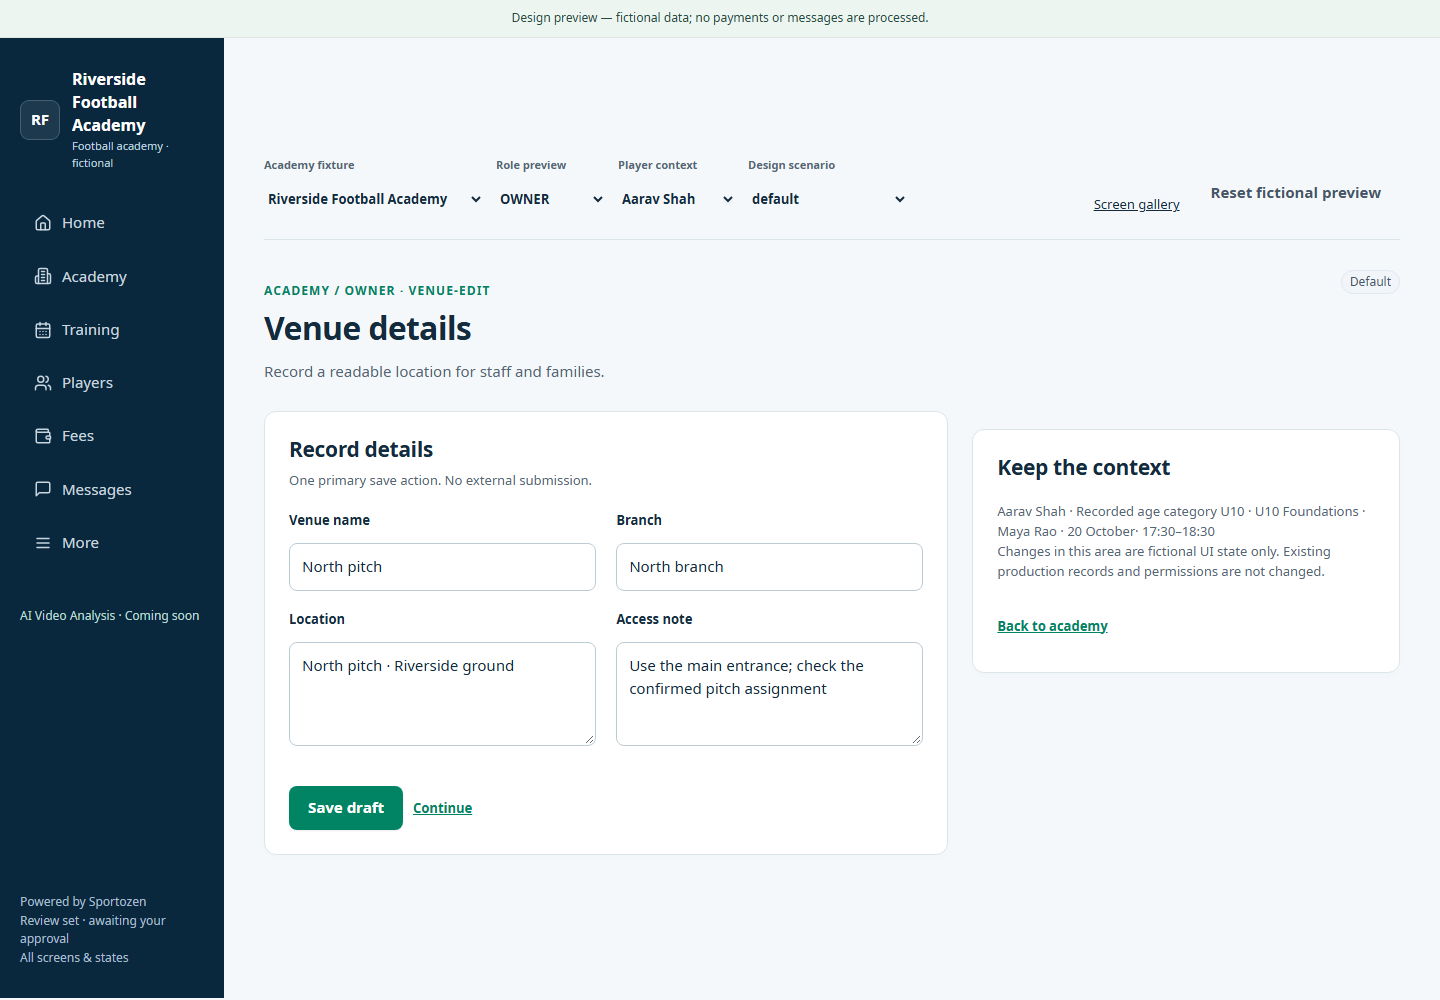 Design preview — fictional data; no payments or messages are processed.
RF
Riverside
Football
Academy
Football academy ·
fictional
Home
Academy
Training
Players
Fees
Messages
More
AI Video Analysis · Coming soon
Powered by Sportozen
Review set · awaiting your
approval
All screens & states
Academy fixture
Riverside Football Academy
Role preview
OWNER
Player context
Aarav Shah
Design scenario
default
Screen gallery
Reset fictional preview
ACADEMY / OWNER · VENUE-EDIT
Default
Venue details
Record a readable location for staff and families.
Record details
One primary save action. No external submission.
Venue name
North pitch
Branch
North branch
Location
North pitch · Riverside ground
Access note
Use the main entrance; check the
confirmed pitch assignment
Save draft
Continue
Keep the context
Aarav Shah · Recorded age category U10 · U10 Foundations ·
Maya Rao · 20 October· 17:30–18:30
Changes in this area are fictional UI state only. Existing
production records and permissions are not changed.
Back to academy